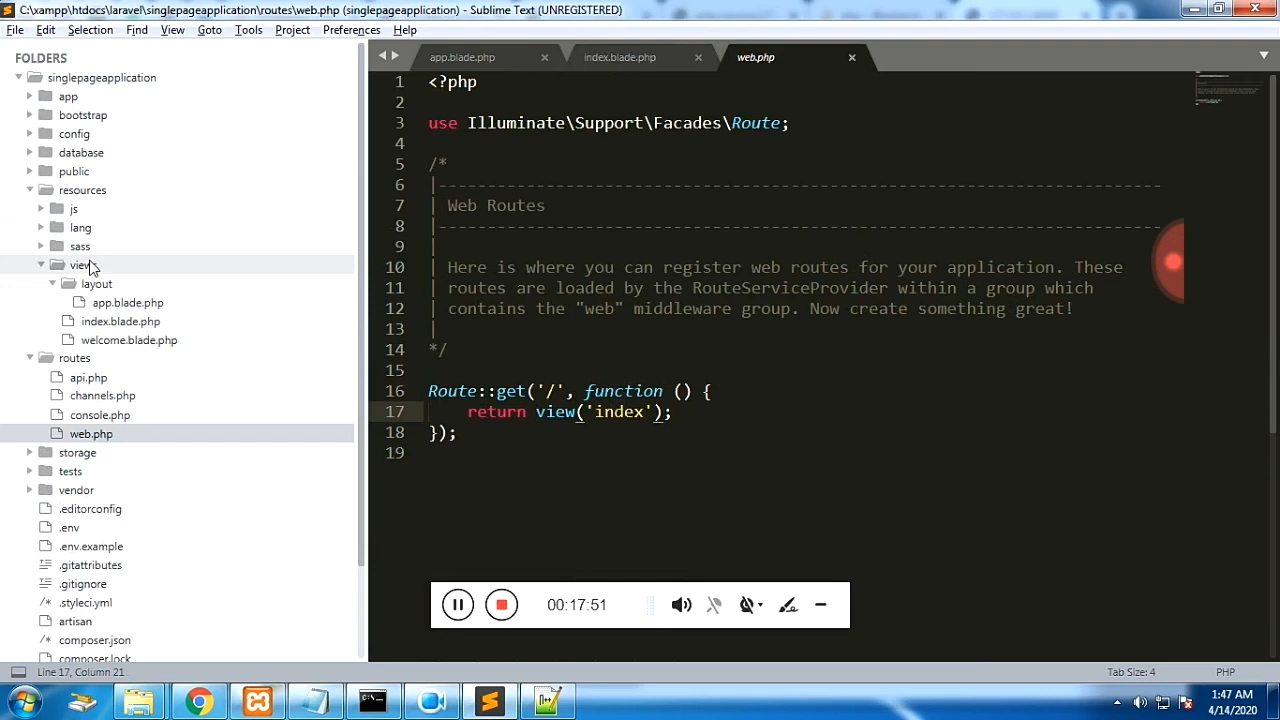 C:\xampp\htdocs\laravel\singlepageapplication\routes\web.php (singlepageapplication) - Sublime Text (UNREGISTERED)
File Edit Selection Find View Goto Tools Project Preferences Help
FOLDERS
singlepageapplication
app
bootstrap
config
database
public
resources
js
lang
sass
layout
app.blade.php
index.blade.php
welcome.blade.php
routes
api.php
channels.php
console.php
web.php
storage
tests
vendor
.editorconfig
.env
.env.example
.gitattributes
.gitignore
.styleci.yml
artisan
composer.json
composer.lock
app.blade.php index.blade.php web.php
1 <?php
2
3 use Illuminate\Support\Facades\Route;
4
5 /*
6 |--------------------------------------------------------------------------
7 | Web Routes
8 |--------------------------------------------------------------------------
9 |
10 | Here is where you can register web routes for your application. These
11 | routes are loaded by the RouteServiceProvider within a group which
12 | contains the "web" middleware group. Now create something great!
13 |
14 */
15
16 Route::get('/', function () {
17 return view('index');
18 });
19
00:17:51
Line 17, Column 21 Tab Size: 4 PHP
1:47 AM
4/14/2020